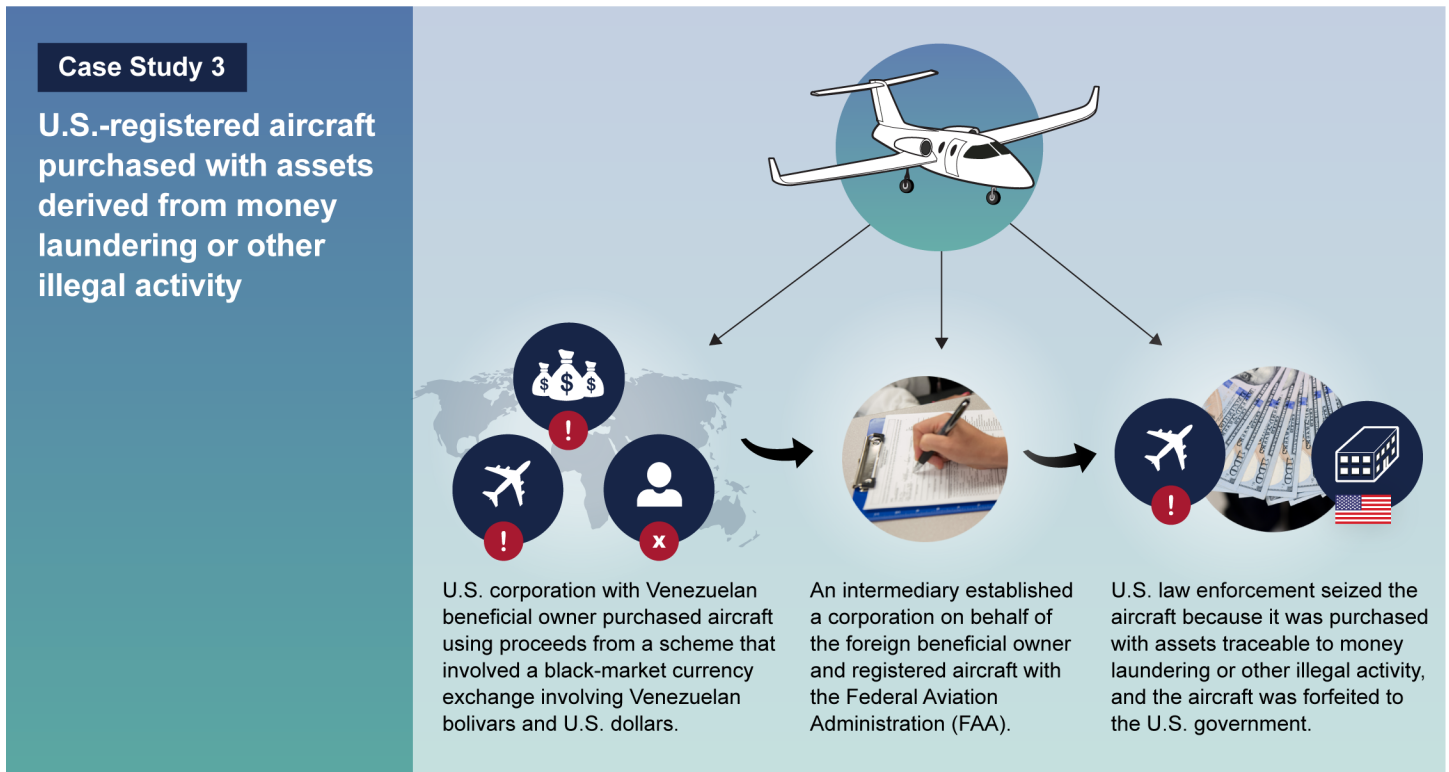 Case Study 3
U.S.-registered aircraft
purchased with assets
derived from money
laundering or other
illegal activity
$ $ $
!
!
x
!
U.S. corporation with Venezuelan
beneficial owner purchased aircraft
using proceeds from a scheme that
involved a black-market currency
exchange involving Venezuelan
bolivars and U.S. dollars.
An intermediary established
a corporation on behalf of
the foreign beneficial owner
and registered aircraft with
the Federal Aviation
Administration (FAA).
U.S. law enforcement seized the
aircraft because it was purchased
with assets traceable to money
laundering or other illegal activity,
and the aircraft was forfeited to
the U.S. government.